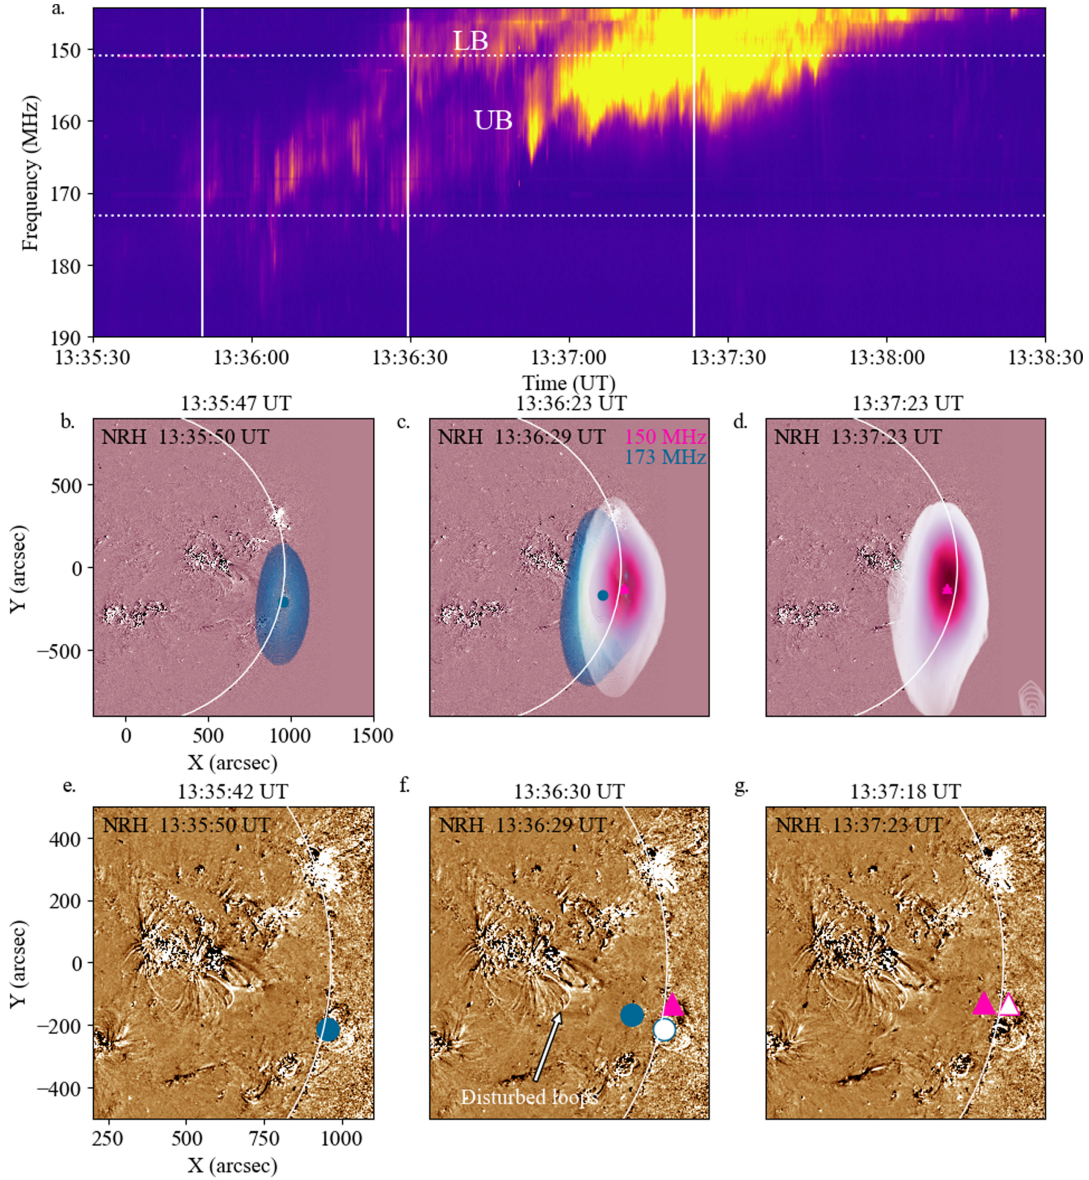 a.
LB
UB
150
160
170
180
190
Frequency (MHz)
13:35:30 13:36:00 13:36:30 13:37:00 13:37:30 13:38:00 13:38:30
Time (UT)
13:35:47 UT 13:36:23 UT 13:37:23 UT
b. c. d.
NRH 13:35:50 UT
NRH 13:36:29 UT
150 MHz
173 MHz
NRH 13:37:23 UT
500
0
−500
Y (arcsec)
0 500 1000 1500
X (arcsec)
13:35:42 UT 13:36:30 UT 13:37:18 UT
e. f. g.
NRH 13:35:50 UT
NRH 13:36:29 UT
NRH 13:37:23 UT
400
200
0
−200
−400
Y (arcsec)
Disturbed loops
250 500 750 1000
X (arcsec)